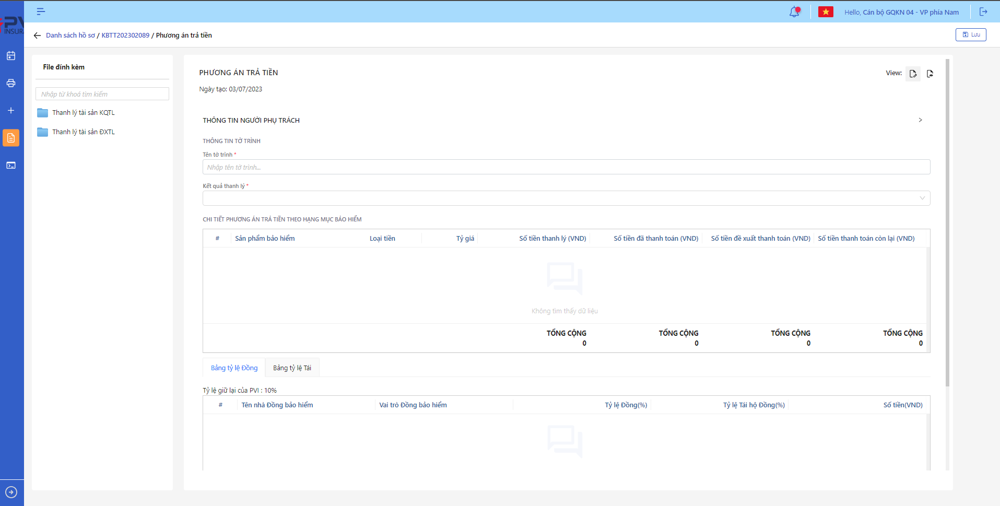 PV
INSURA
Hello, Cán bộ GQKN 04 - VP phía Nam
Danh sách hồ sơ / KBTT202302089 / Phương án trả tiền
Lưu
File đính kèm
Nhập từ khoá tìm kiếm
Thanh lý tài sản KQTL
Thanh lý tài sản ĐXTL
PHƯƠNG ÁN TRẢ TIỀN
View:
Ngày tạo: 03/07/2023
THÔNG TIN NGƯỜI PHỤ TRÁCH
THÔNG TIN TỜ TRÌNH
Tên tờ trình *
Nhập tên tờ trình...
Kết quả thanh lý *
CHI TIẾT PHƯƠNG ÁN TRẢ TIỀN THEO HẠNG MỤC BẢO HIỂM
# Sản phẩm bảo hiểm Loại tiền Tỷ giá Số tiền thanh lý (VND) Số tiền đã thanh toán (VND) Số tiền đề xuất thanh toán (VND) Số tiền thanh toán còn lại (VND)
Không tìm thấy dữ liệu
TỔNG CỘNG TỔNG CỘNG TỔNG CỘNG TỔNG CỘNG
0 0 0 0
Bảng tỷ lệ Đồng Bảng tỷ lệ Tái
Tỷ lệ giữ lại của PVI : 10%
# Tên nhà Đồng bảo hiểm Vai trò Đồng bảo hiểm Tỷ lệ Đồng(%) Tỷ lệ Tái hộ Đồng(%) Số tiền(VND)